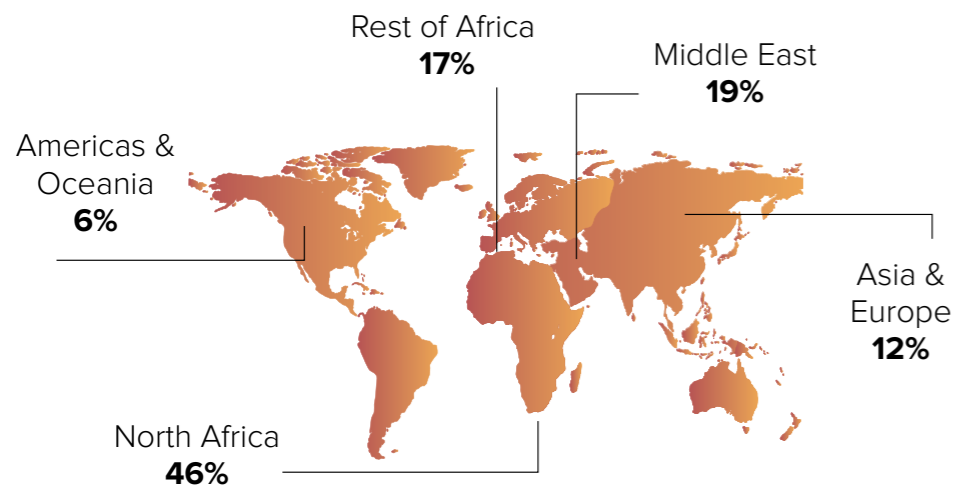 Rest of Africa
17%
Middle East
19%
Americas &
Oceania
6%
Asia &
Europe
12%
North Africa
46%